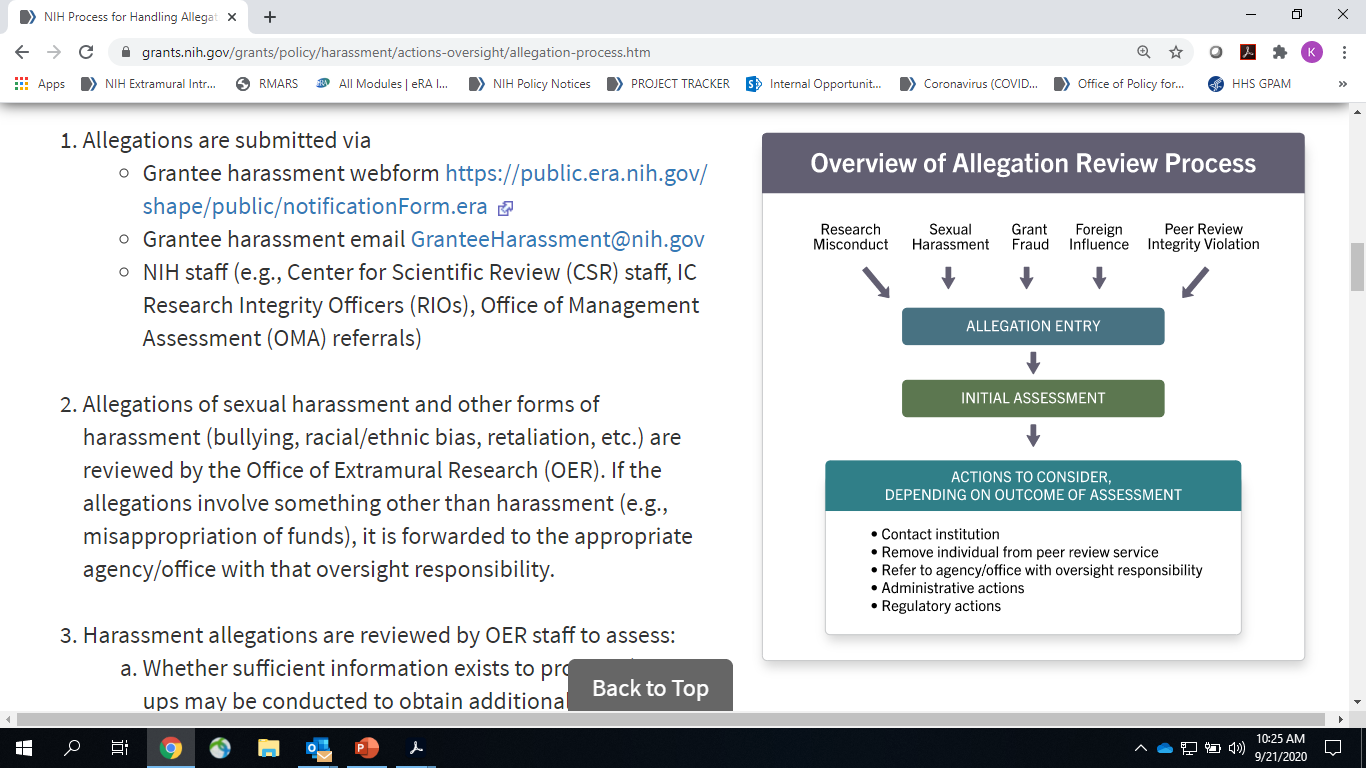 NIH Process for Handling Allegat
grants.nih.gov/grants/policy/harassment/actions-oversight/allegation-process.htm
K
Apps
NIH Extramural Intr...
RMARS
All Modules | eRA I...
NIH Policy Notices
PROJECT TRACKER
Internal Opportunit...
Coronavirus (COVID...
Office of Policy for...
HHS GPAM
1. Allegations are submitted via
Grantee harassment webform https://public.era.nih.gov/
shape/public/notificationForm.era
Grantee harassment email GranteeHarassment@nih.gov
NIH staff (e.g., Center for Scientific Review (CSR) staff, IC
Research Integrity Officers (RIOs), Office of Management
Assessment (OMA) referrals)
2. Allegations of sexual harassment and other forms of
harassment (bullying, racial/ethnic bias, retaliation, etc.) are
reviewed by the Office of Extramural Research (OER). If the
allegations involve something other than harassment (e.g.,
misappropriation of funds), it is forwarded to the appropriate
agency/office with that oversight responsibility.
3. Harassment allegations are reviewed by OER staff to assess:
a. Whether sufficient information exists to
ups may be conducted to obtain additional
Back to Top
Overview of Allegation Review Process
Research
Misconduct
Sexual
Harassment
Grant
Fraud
Foreign
Influence
Peer Review
Integrity Violation
ALLEGATION ENTRY
INITIAL ASSESSMENT
ACTIONS TO CONSIDER,
DEPENDING ON OUTCOME OF ASSESSMENT
• Contact institution
• Remove individual from peer review service
• Refer to agency/office with oversight responsibility
• Administrative actions
• Regulatory actions
10:25 AM
9/21/2020